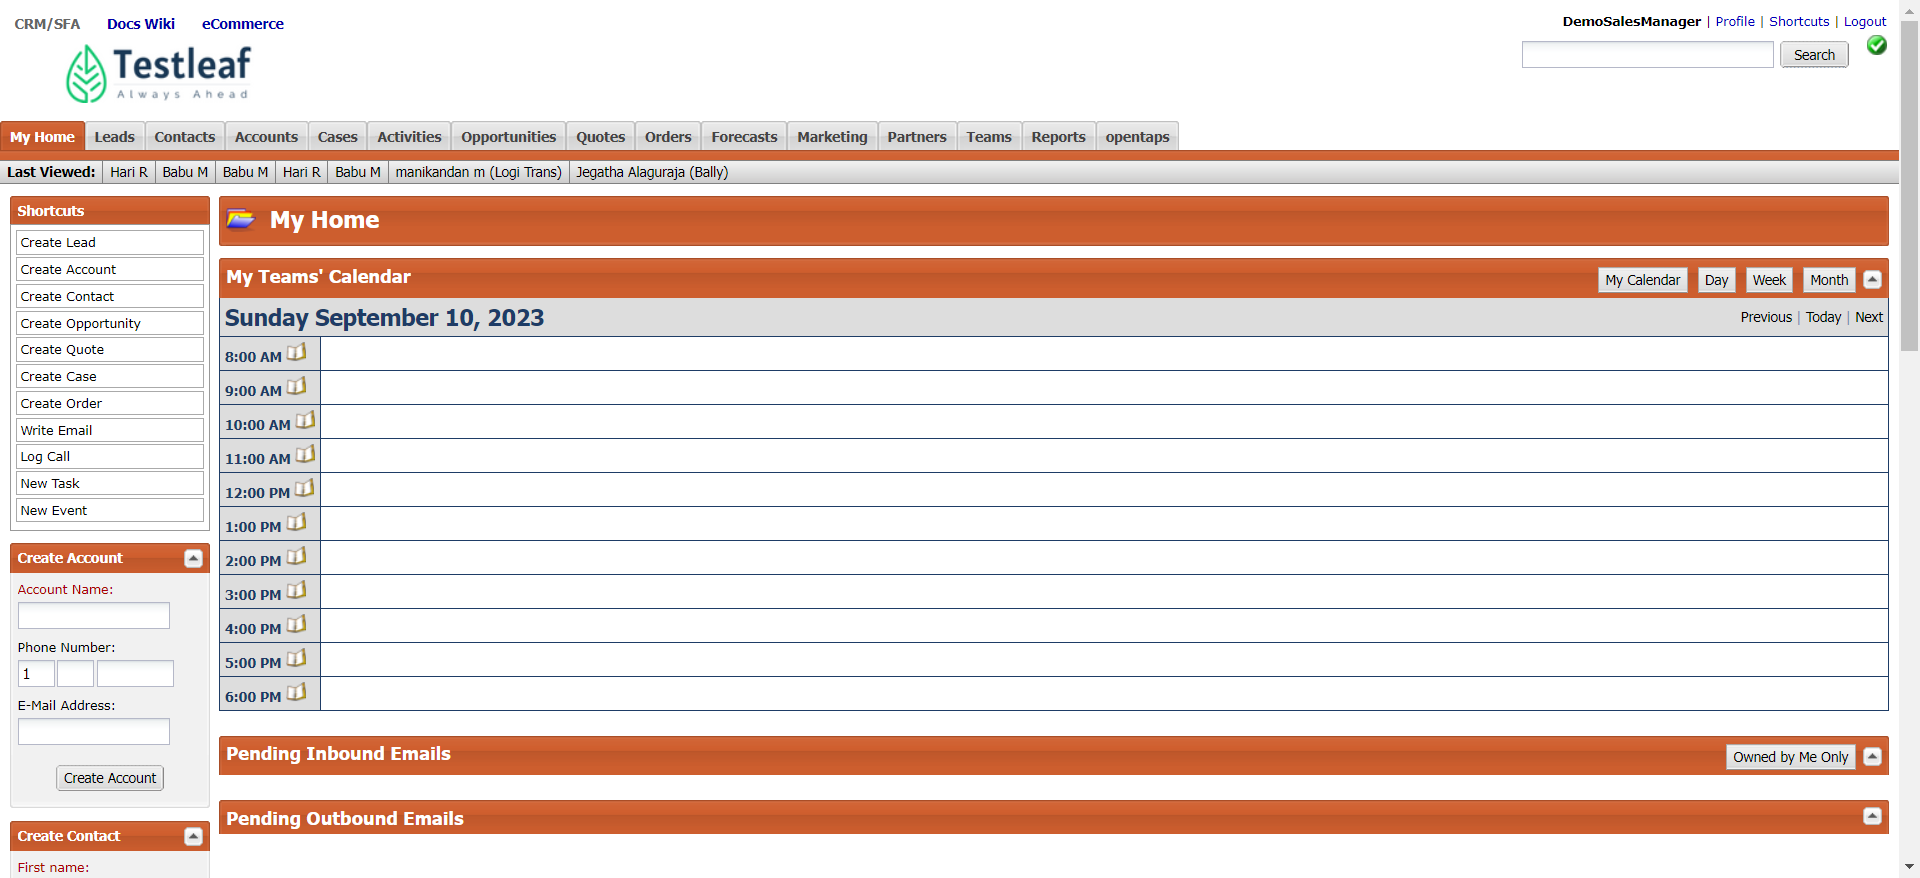 CRM/SFA Docs Wiki eCommerce
DemoSalesManager | Profile | Shortcuts | Logout
Search
Testleaf
Always Ahead
My Home Leads Contacts Accounts Cases Activities Opportunities Quotes Orders Forecasts Marketing Partners Teams Reports opentaps
Last Viewed: Hari R Babu M Babu M Hari R Babu M manikandan m (Logi Trans) Jegatha Alaguraja (Bally)
Shortcuts
Create Lead
Create Account
Create Contact
Create Opportunity
Create Quote
Create Case
Create Order
Write Email
Log Call
New Task
New Event
Create Account
Account Name:
Phone Number:
1
E-Mail Address:
Create Account
Create Contact
First name:
My Home
My Teams' Calendar
My Calendar Day Week Month
Sunday September 10, 2023
Previous | Today | Next
8:00 AM
9:00 AM
10:00 AM
11:00 AM
12:00 PM
1:00 PM
2:00 PM
3:00 PM
4:00 PM
5:00 PM
6:00 PM
Pending Inbound Emails
Owned by Me Only
Pending Outbound Emails